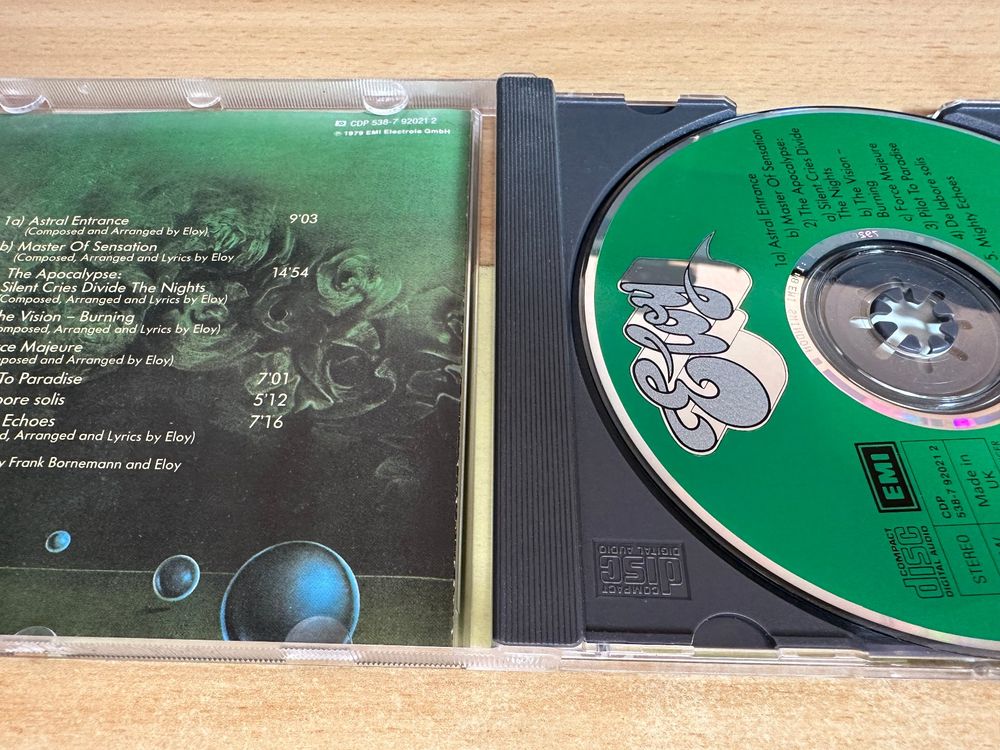 CDP 538-7 92021 2
℗ 1979 EMI Electrola GmbH
1a) Astral Entrance 9'03
(Composed and Arranged by Eloy)
b) Master Of Sensation
(Composed, Arranged and Lyrics by Eloy
The Apocalypse: 14'54
Silent Cries Divide The Nights
Composed, Arranged and Lyrics by Eloy)
Vision – Burning
Arranged and Lyrics by Eloy)
Majeure
and Arranged by Eloy)
To Paradise 7'01
solis 5'12
Echoes 7'16
Arranged and Lyrics by Eloy)
Frank Bornemann and Eloy
COMPACT
disc
DIGITAL AUDIO
1a) Astral Entrance
b) Master Of Sensation
2) The Apocalypse:
a) Silent Cries Divide
The Nights
b) The Vision –
Burning
c) Force Majeure
3) Pilot To Paradise
4) De labore solis
5. Mighty Echoes
Eloy
EMI
CDP
538-7 92021 2
Made in
UK
COMPACT
disc
DIGITAL AUDIO
STEREO